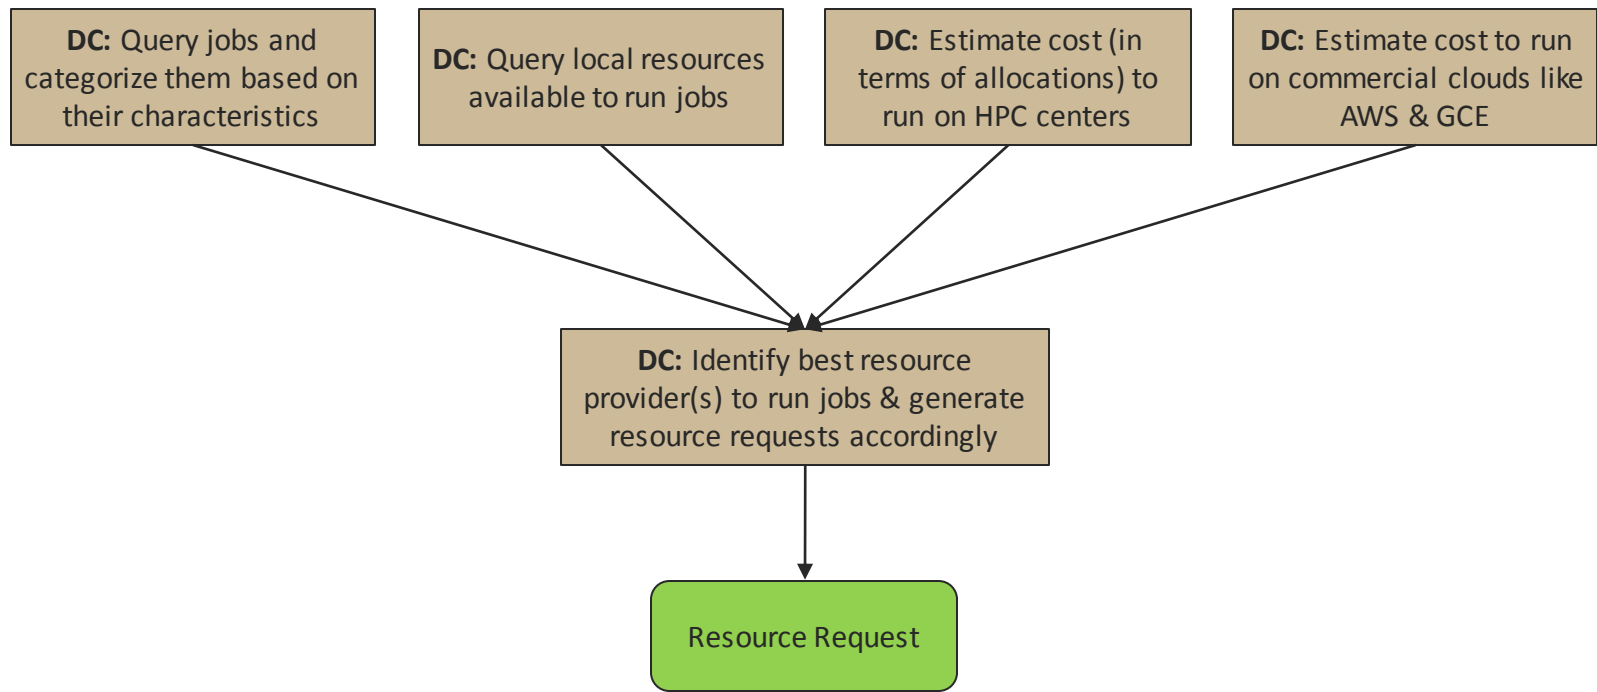 DC: Query jobs and
categorize them based on
their characteristics
DC: Query local resources
available to run jobs
DC: Estimate cost (in
terms of allocations) to
run on HPC centers
DC: Estimate cost to run
on commercial clouds like
AWS & GCE
DC: Identify best resource
provider(s) to run jobs & generate
resource requests accordingly
Resource Request